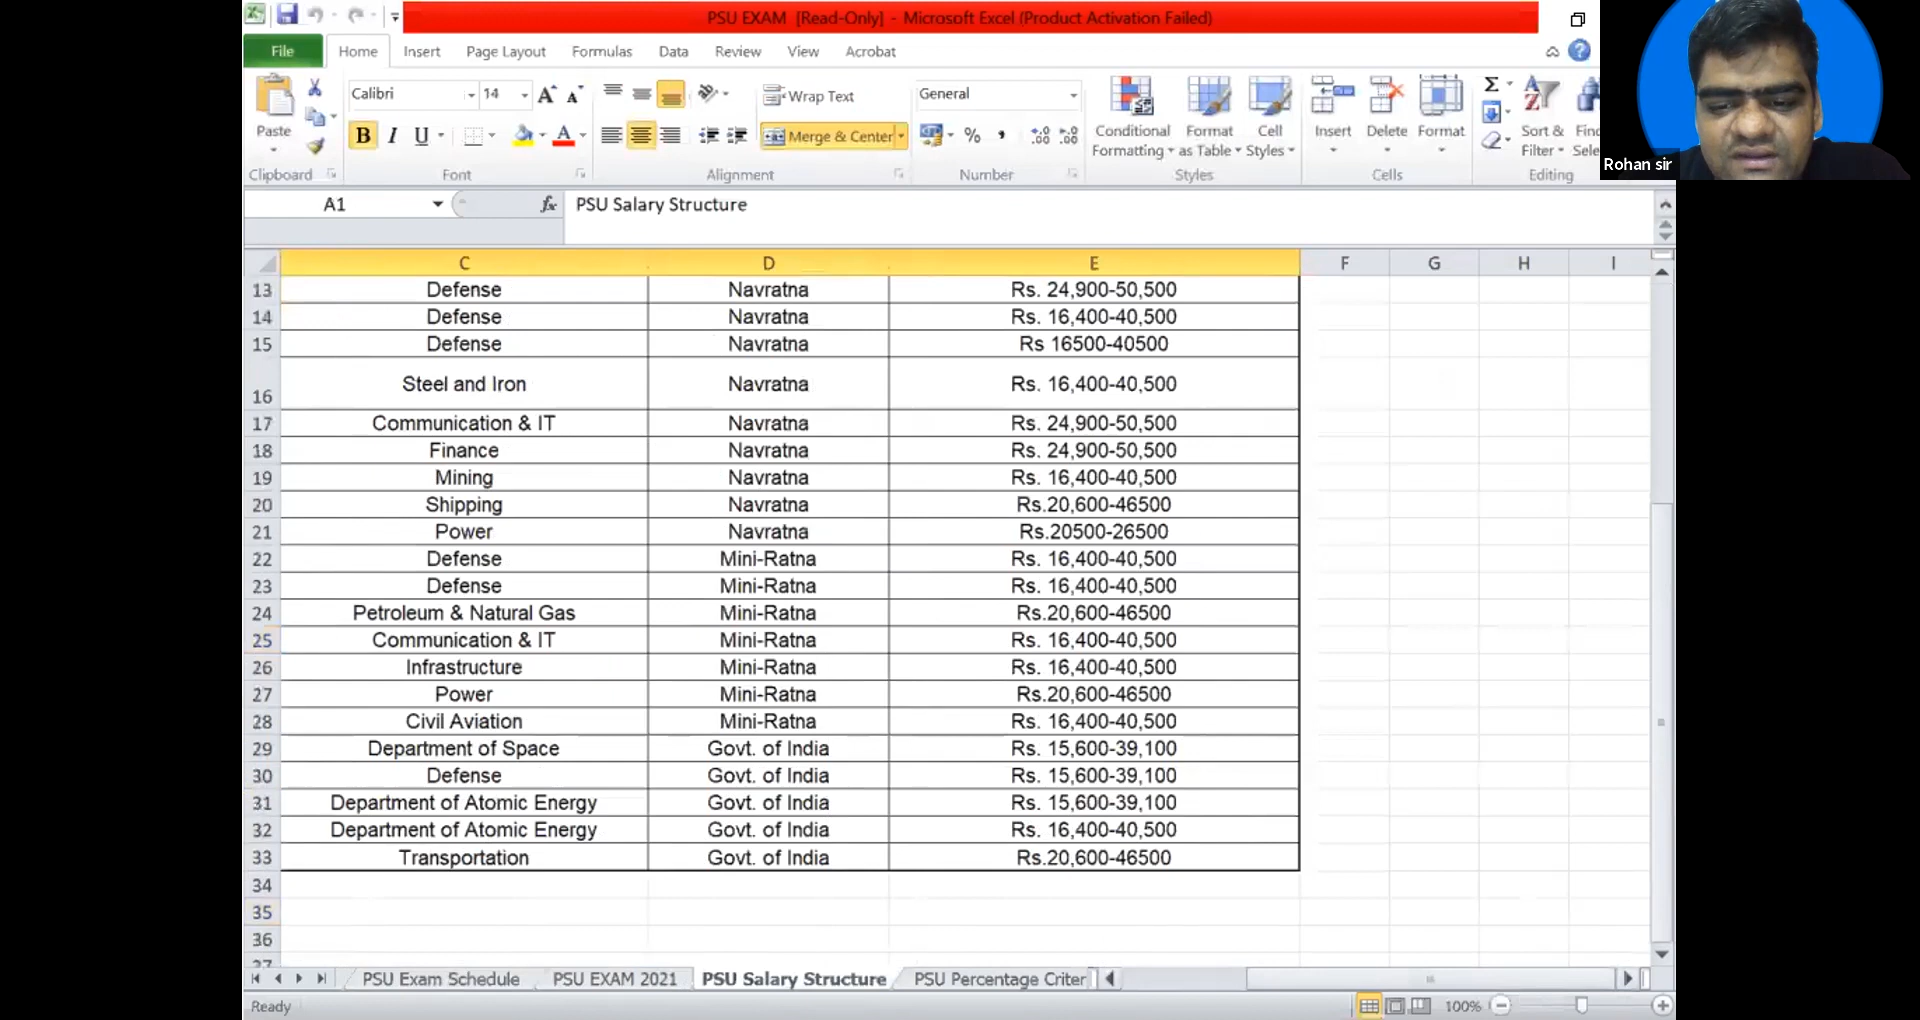 PSU EXAM [Read-Only] - Microsoft Excel (Product Activation Failed)
File Home Insert Page Layout Formulas Data Review View Acrobat
Rohan sir
Paste
Calibri 14
B I U
Wrap Text
Merge & Center
General
%
Conditional Formatting
Format as Table
Cell Styles
Insert Delete Format
Sort & Filter
Clipboard Font Alignment Number Styles Cells Editing
A1 fx PSU Salary Structure
C D E F G H I
13 Defense Navratna Rs. 24,900-50,500
14 Defense Navratna Rs. 16,400-40,500
15 Defense Navratna Rs 16500-40500
16 Steel and Iron Navratna Rs. 16,400-40,500
17 Communication & IT Navratna Rs. 24,900-50,500
18 Finance Navratna Rs. 24,900-50,500
19 Mining Navratna Rs. 16,400-40,500
20 Shipping Navratna Rs.20,600-46500
21 Power Navratna Rs.20500-26500
22 Defense Mini-Ratna Rs. 16,400-40,500
23 Defense Mini-Ratna Rs. 16,400-40,500
24 Petroleum & Natural Gas Mini-Ratna Rs.20,600-46500
25 Communication & IT Mini-Ratna Rs. 16,400-40,500
26 Infrastructure Mini-Ratna Rs. 16,400-40,500
27 Power Mini-Ratna Rs.20,600-46500
28 Civil Aviation Mini-Ratna Rs. 16,400-40,500
29 Department of Space Govt. of India Rs. 15,600-39,100
30 Defense Govt. of India Rs. 15,600-39,100
31 Department of Atomic Energy Govt. of India Rs. 15,600-39,100
32 Department of Atomic Energy Govt. of India Rs. 16,400-40,500
33 Transportation Govt. of India Rs.20,600-46500
34
35
36
PSU Exam Schedule PSU EXAM 2021 PSU Salary Structure PSU Percentage Criter
Ready 100%